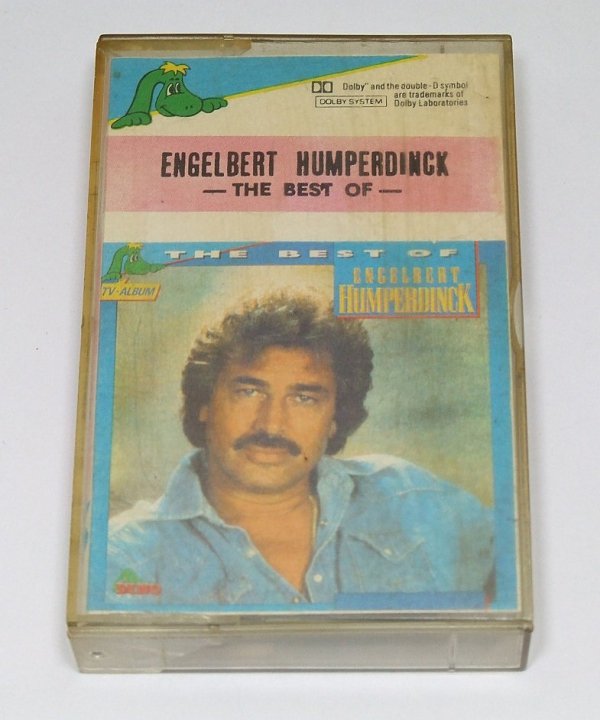 DOLBY SYSTEM
Dolby" and the double-D symbol
are trademarks of
Dolby Laboratories
ENGELBERT HUMPERDINCK
— THE BEST OF —
THE BEST OF
ENGELBERT
HUMPERDINCK
TV-ALBUM